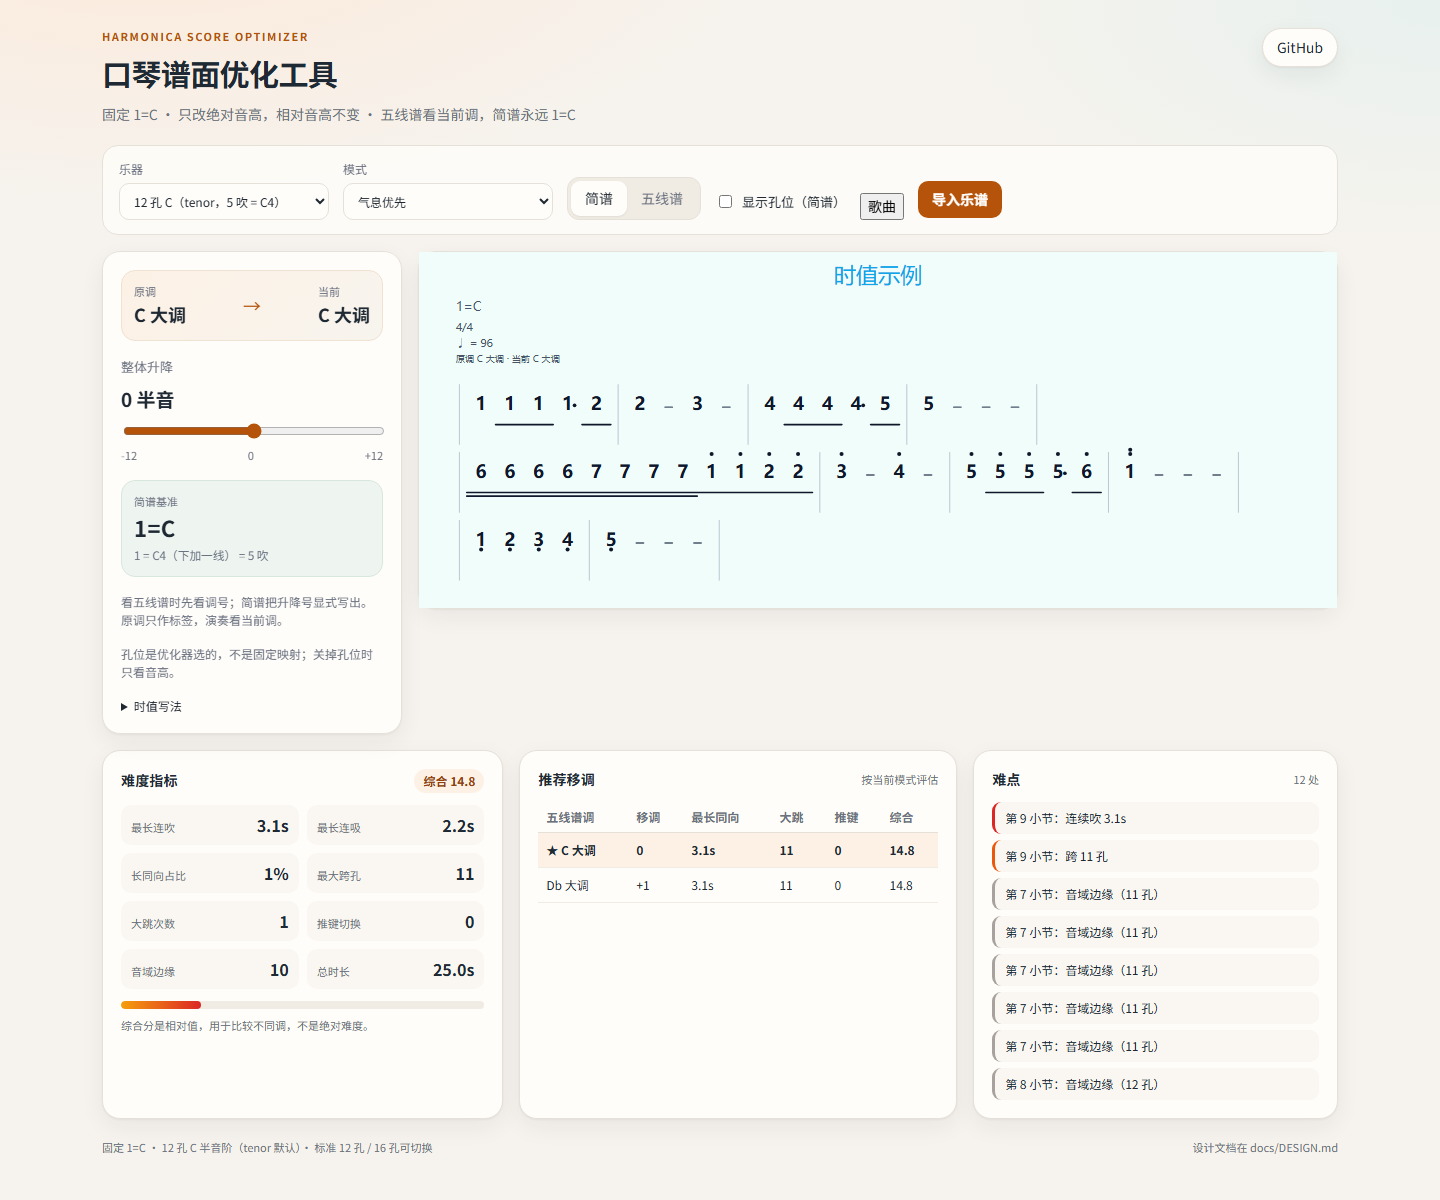 HARMONICA SCORE OPTIMIZER
口琴谱面优化工具
固定 1=C · 只改绝对音高，相对音高不变 · 五线谱看当前调，简谱永远 1=C
GitHub
乐器
12 孔 C（tenor，5 吹 = C4）
模式
气息优先
简谱
五线谱
显示孔位（简谱）
歌曲
导入乐谱
原调
C 大调
→
当前
C 大调
整体升降
0 半音
-12 0 +12
简谱基准
1=C
1 = C4（下加一线） = 5 吹
看五线谱时先看调号；简谱把升降号显式写出。
原调只作标签，演奏看当前调。
孔位是优化器选的，不是固定映射；关掉孔位时
只看音高。
时值写法
时值示例
1=C
4/4
♩ = 96
原调 C 大调 · 当前 C 大调
1 1 1 1· 2 2 – 3 – 4 4 4 4· 5 5 – – –
6 6 6 6 7 7 7 7 1 1 2 2 3 – 4 – 5 5 5 5· 6 1 – – –
1 2 3 4 5 – – –
难度指标
综合 14.8
最长连吹 3.1s
最长连吸 2.2s
长同向占比 1%
最大跨孔 11
大跳次数 1
推键切换 0
音域边缘 10
总时长 25.0s
综合分是相对值，用于比较不同调，不是绝对难度。
推荐移调
按当前模式评估
五线谱调 移调 最长同向 大跳 推键 综合
★ C 大调 0 3.1s 11 0 14.8
Db 大调 +1 3.1s 11 0 14.8
难点
12 处
第 9 小节：连续吹 3.1s
第 9 小节：跨 11 孔
第 7 小节：音域边缘（11 孔）
第 7 小节：音域边缘（11 孔）
第 7 小节：音域边缘（11 孔）
第 7 小节：音域边缘（11 孔）
第 7 小节：音域边缘（11 孔）
第 8 小节：音域边缘（12 孔）
固定 1=C · 12 孔 C 半音阶（tenor 默认）· 标准 12 孔 / 16 孔可切换
设计文档在 docs/DESIGN.md